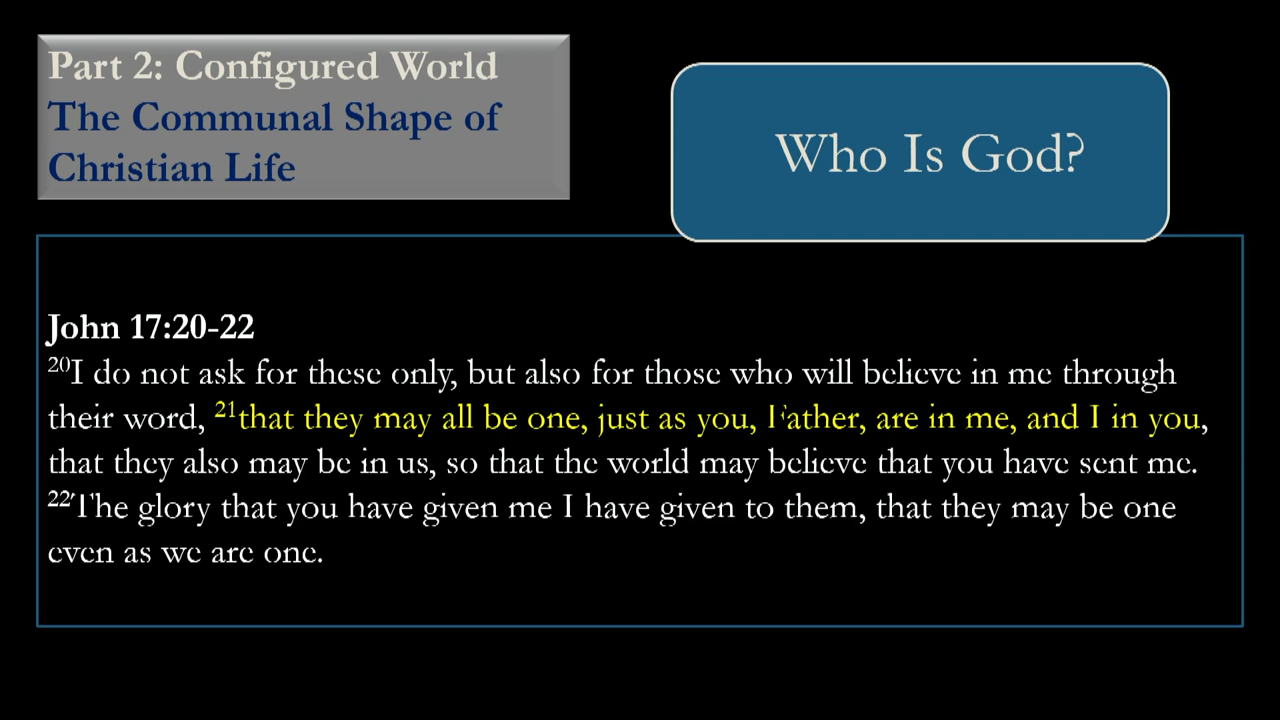 Part 2: Configured World
The Communal Shape of
Christian Life
Who Is God?
John 17:20-22
20I do not ask for these only, but also for those who will believe in me through
their word, 21that they may all be one, just as you, Father, are in me, and I in you,
that they also may be in us, so that the world may believe that you have sent me.
22The glory that you have given me I have given to them, that they may be one
even as we are one.